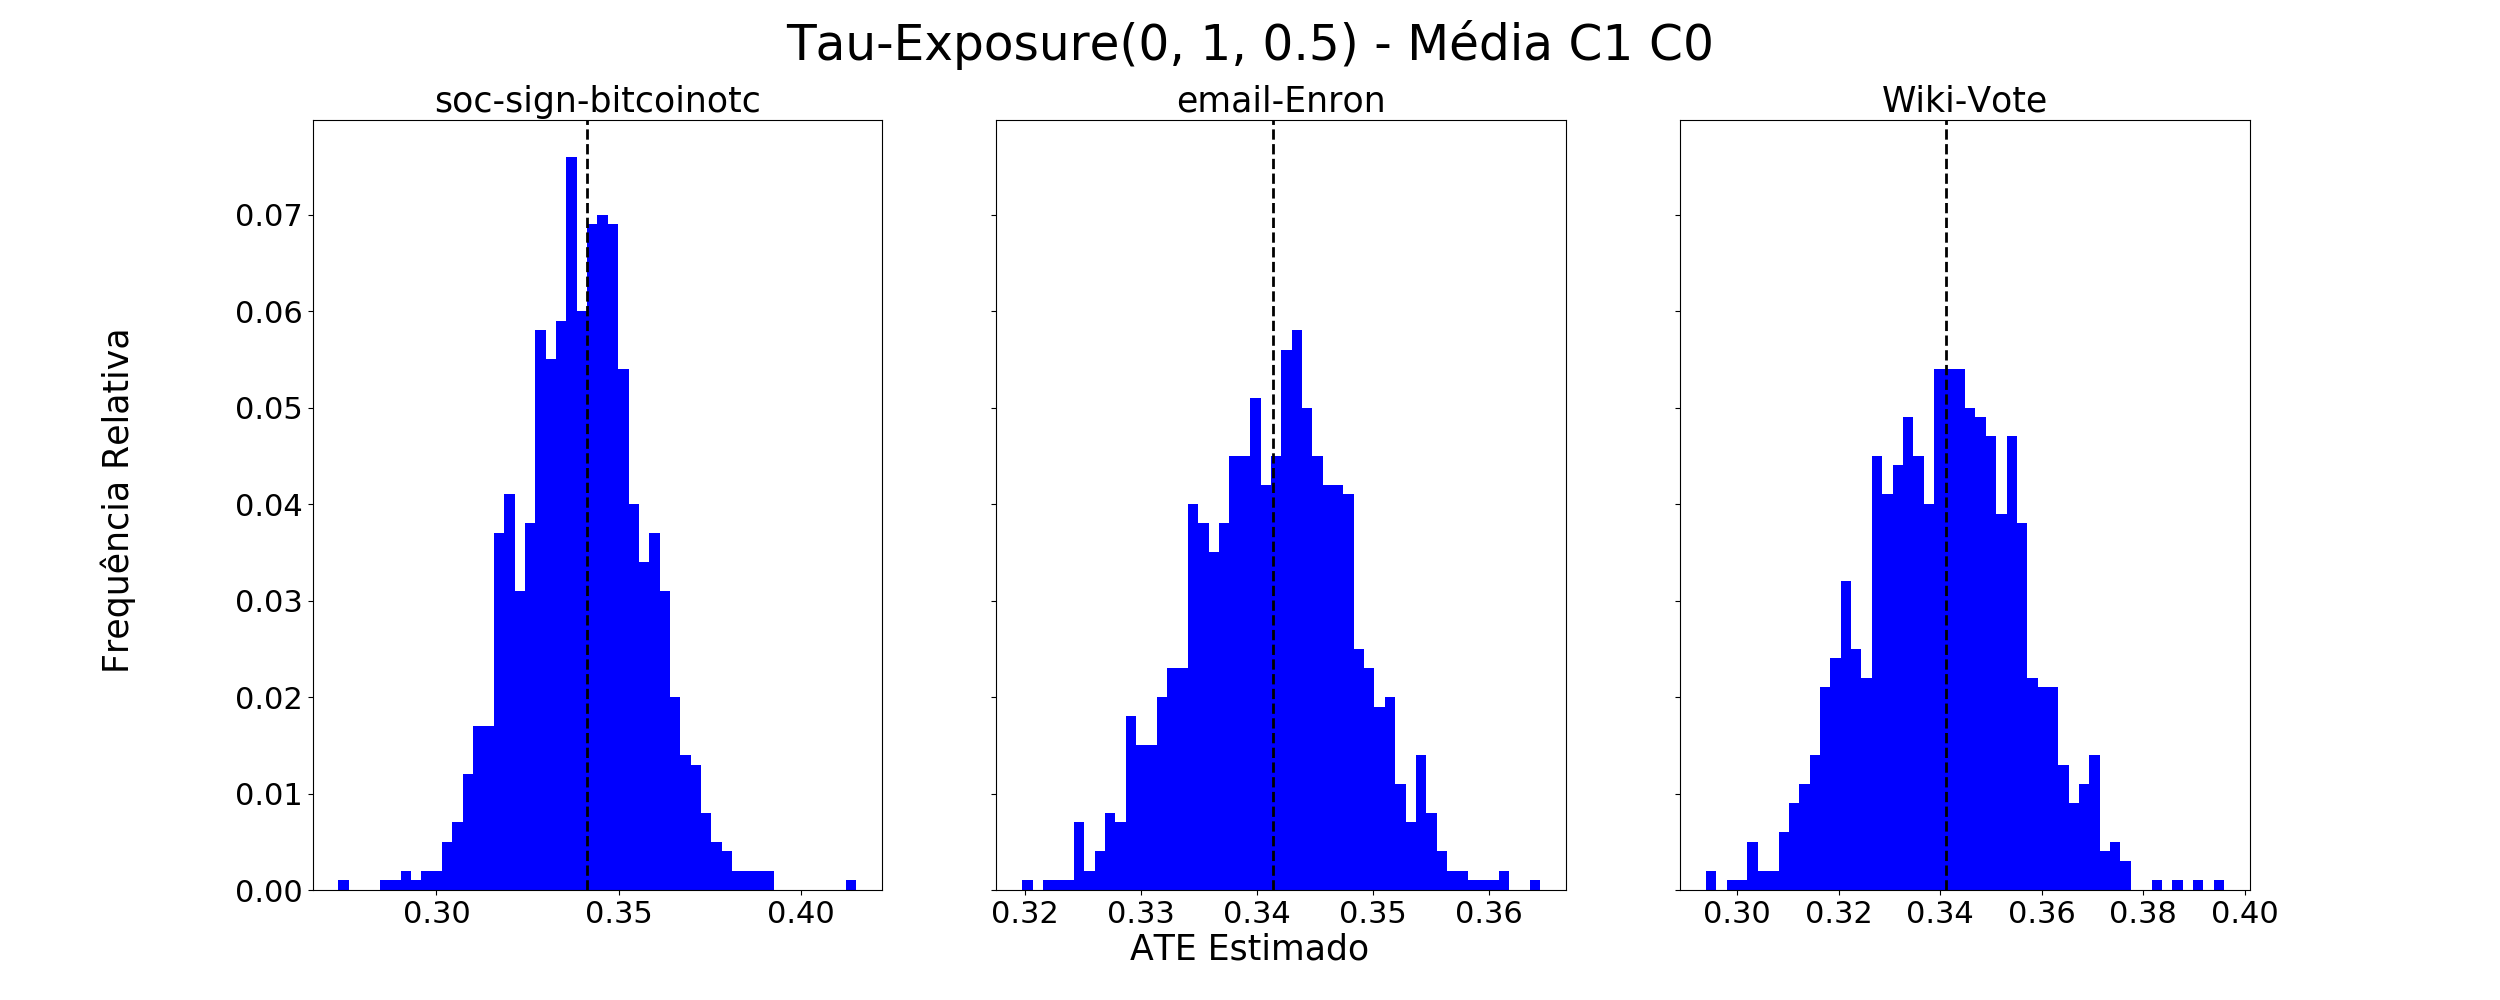 Tau-Exposure(0, 1, 0.5) - Média C1 C0
soc-sign-bitcoinotc
email-Enron
Wiki-Vote
Frequência Relativa
0.07
0.06
0.05
0.04
0.03
0.02
0.01
0.00
0.30 0.35 0.40
0.32 0.33 0.34 0.35 0.36
0.30 0.32 0.34 0.36 0.38 0.40
ATE Estimado